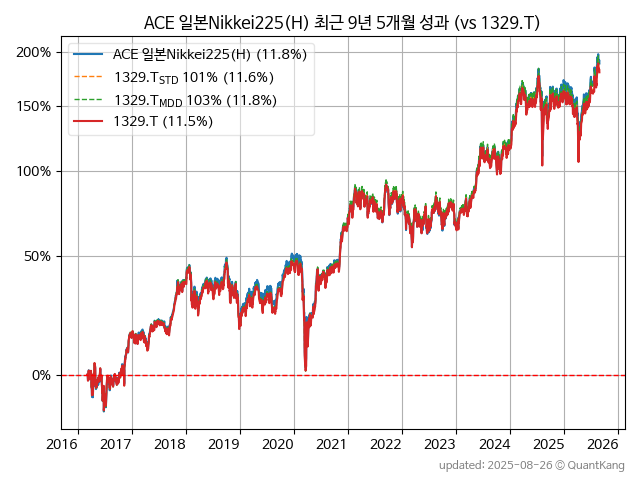 ACE 일본Nikkei225(H) 최근 9년 5개월 성과 (vs 1329.T)
ACE 일본Nikkei225(H) (11.8%)
1329.TSTD 101% (11.6%)
1329.TMDD 103% (11.8%)
1329.T (11.5%)
200%
150%
100%
50%
0%
2016 2017 2018 2019 2020 2021 2022 2023 2024 2025 2026
updated: 2025-08-26 © QuantKang